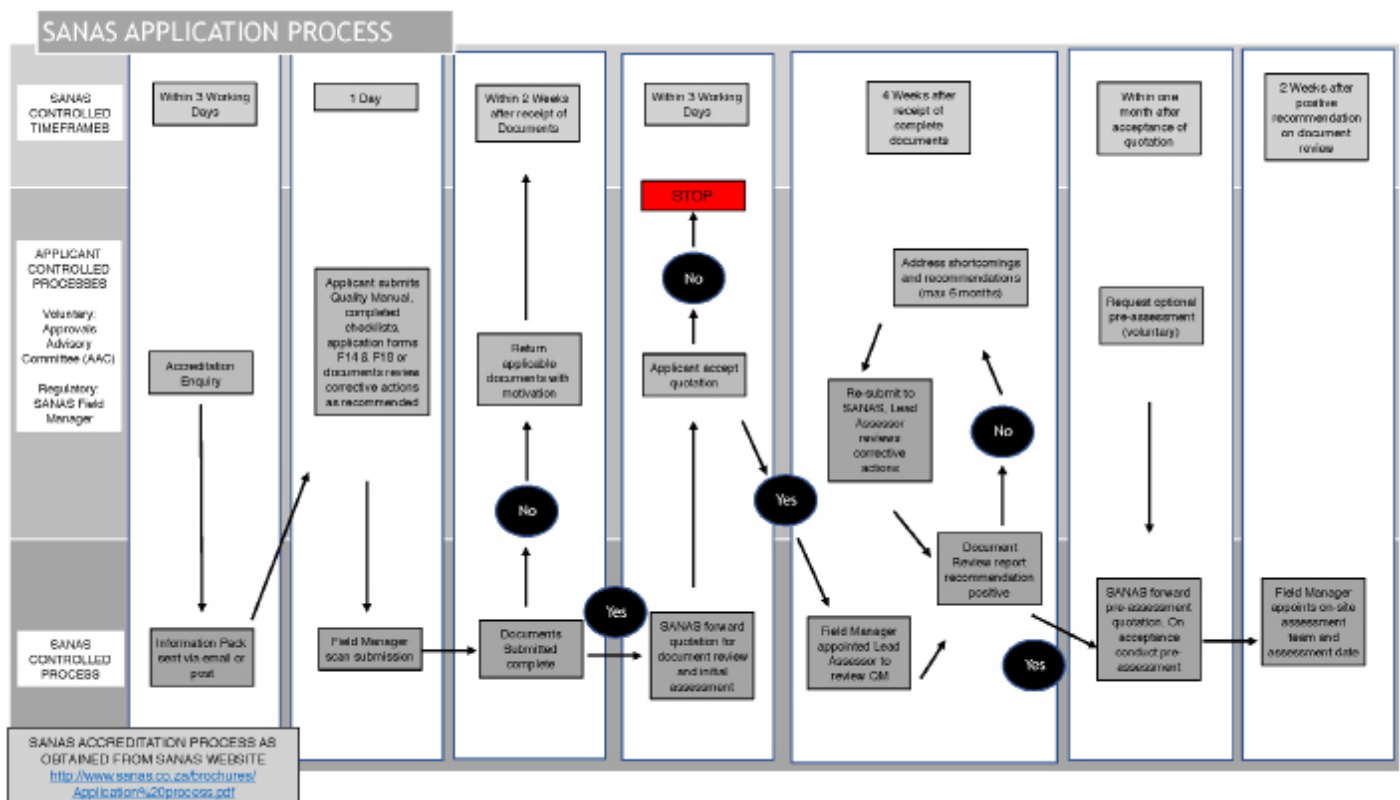 SANAS APPLICATION PROCESS
SANAS
CONTROLLED
TIMEFRAMES
Within 3 Working
Days
1 Day
Within 2 Weeks
after receipt of
Documents
Within 3 Working
Days
4 Weeks after
receipt of
complete
documents
Within one
month after
acceptance of
quotation
2 Weeks after
positive
recommendation
on document
review
APPLICANT
CONTROLLED
PROCESSES
Voluntary:
Approvals
Advisory
Committee (AAC)
Regulatory:
SANAS Field
Manager
Accreditation
Enquiry
Applicant submits
Quality Manual,
completed
checklists,
application forms
F14 & F18 or
documents review
corrective actions
as recommended
Return
applicable
documents with
motivation
No
STOP
No
Applicant accept
quotation
Yes
Address shortcomings
and recommendations
(max 6 months)
Re-submit to
SANAS, Lead
Assessor
reviews
corrective
actions
No
Document
Review report
recommendation
positive
Request optional
pre-assessment
(voluntary)
SANAS
CONTROLLED
PROCESS
Information Pack
sent via email or
post
Field Manager
scan submission
Documents
Submitted
complete
Yes
SANAS forward
quotation for
document review
and initial
assessment
Field Manager
appointed Lead
Assessor to
review QM
Yes
SANAS forward
pre-assessment
quotation. On
acceptance
conduct pre-
assessment
Field Manager
appoints on-site
assessment
team and
assessment date
SANAS ACCREDITATION PROCESS AS
OBTAINED FROM SANAS WEBSITE
http://www.sanas.co.za/brochures/
Application%20process.pdf